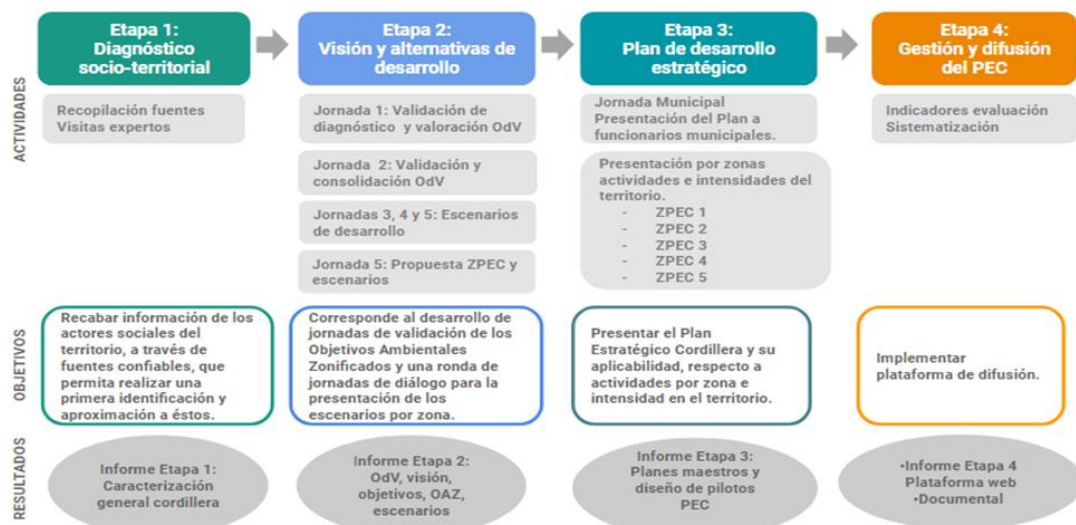 Etapa 1:
Diagnóstico
socio-territorial
Etapa 2:
Visión y alternativas de
desarrollo
Etapa 3:
Plan de desarrollo
estratégico
Etapa 4:
Gestión y difusión
del PEC
ACTIVIDADES
Recopilación fuentes
Visitas expertos
Jornada 1: Validación de
diagnóstico y valoración OdV
Jornada 2: Validación y
consolidación OdV
Jornadas 3, 4 y 5: Escenarios
de desarrollo
Jornada 5: Propuesta ZPEC y
escenarios
Jornada Municipal
Presentación del Plan a
funcionarios municipales.
Presentación por zonas
actividades e intensidades del
territorio.
- ZPEC 1
- ZPEC 2
- ZPEC 3
- ZPEC 4
- ZPEC 5
Indicadores evaluación
Sistematización
OBJETIVOS
Recabar información de los
actores sociales del
territorio, a través de
fuentes confiables, que
permita realizar una
primera identificación y
aproximación a éstos.
Corresponde al desarrollo de
jornadas de validación de los
Objetivos Ambientales
Zonificados y una ronda de
jornadas de diálogo para la
presentación de los
escenarios por zona.
Presentar el Plan
Estratégico Cordillera y su
aplicabilidad, respecto a
actividades por zona e
intensidad en el territorio.
Implementar
plataforma de difusión.
RESULTADOS
Informe Etapa 1:
Caracterización
general cordillera
Informe Etapa 2:
OdV, visión,
objetivos, OAZ,
escenarios
Informe Etapa 3:
Planes maestros y
diseño de pilotos
PEC
•Informe Etapa 4
Plataforma web
•Documental